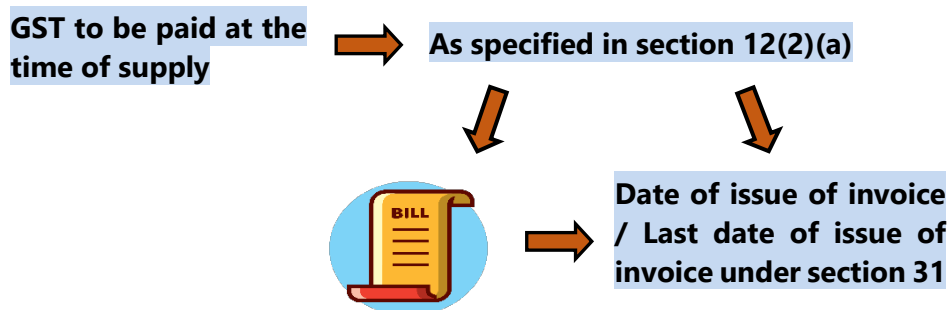 GST to be paid at the
time of supply
As specified in section 12(2)(a)
BILL
Date of issue of invoice
/ Last date of issue of
invoice under section 31